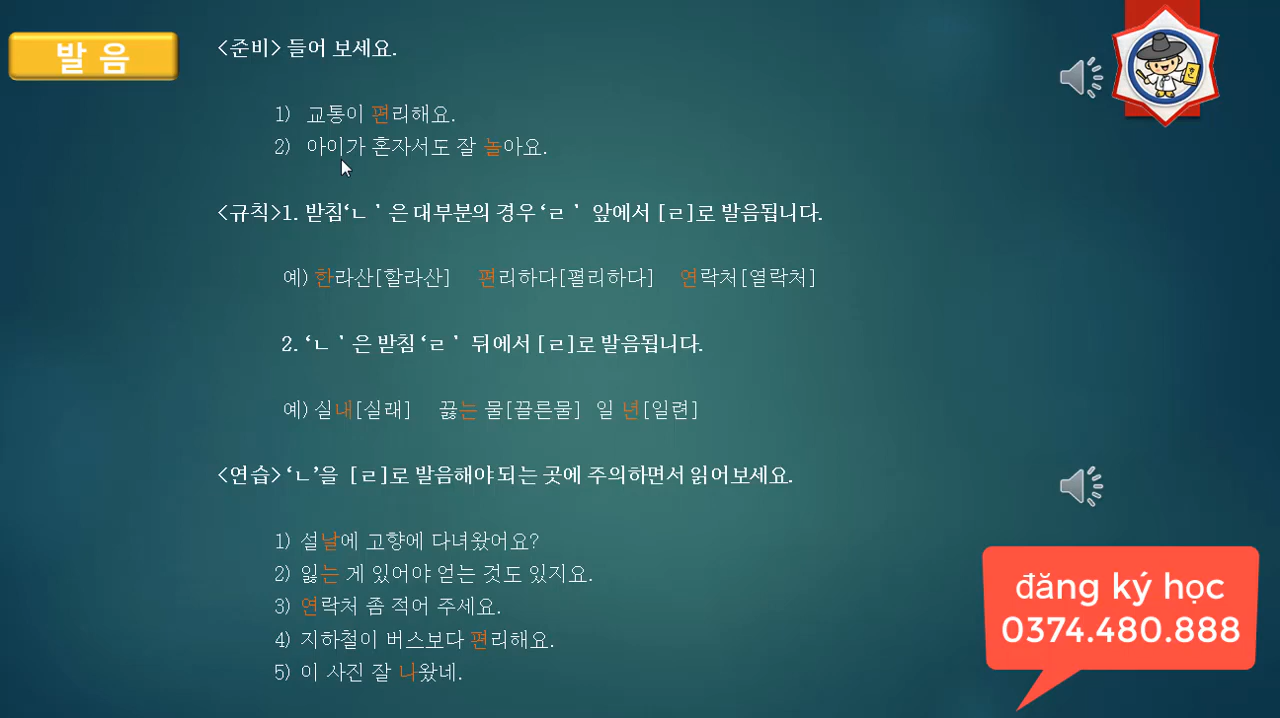 발 음
<준비> 들어 보세요.
1) 교통이 편리해요.
2) 아이가 혼자서도 잘 놀아요.
<규칙>1. 받침‘ㄴ＇은 대부분의 경우 ‘ㄹ＇ 앞에서 [ㄹ]로 발음됩니다.
예) 한라산[할라산] 편리하다[펼리하다] 연락처[열락처]
2. ‘ㄴ＇은 받침 ‘ㄹ＇ 뒤에서 [ㄹ]로 발음됩니다.
예) 실내[실래] 끓는 물[끌른물] 일 년[일련]
<연습> ‘ㄴ’을 [ㄹ]로 발음해야 되는 곳에 주의하면서 읽어보세요.
1) 설날에 고향에 다녀왔어요?
2) 잃는 게 있어야 얻는 것도 있지요.
3) 연락처 좀 적어 주세요.
4) 지하철이 버스보다 편리해요.
5) 이 사진 잘 나왔네.
đăng ký học
0374.480.888